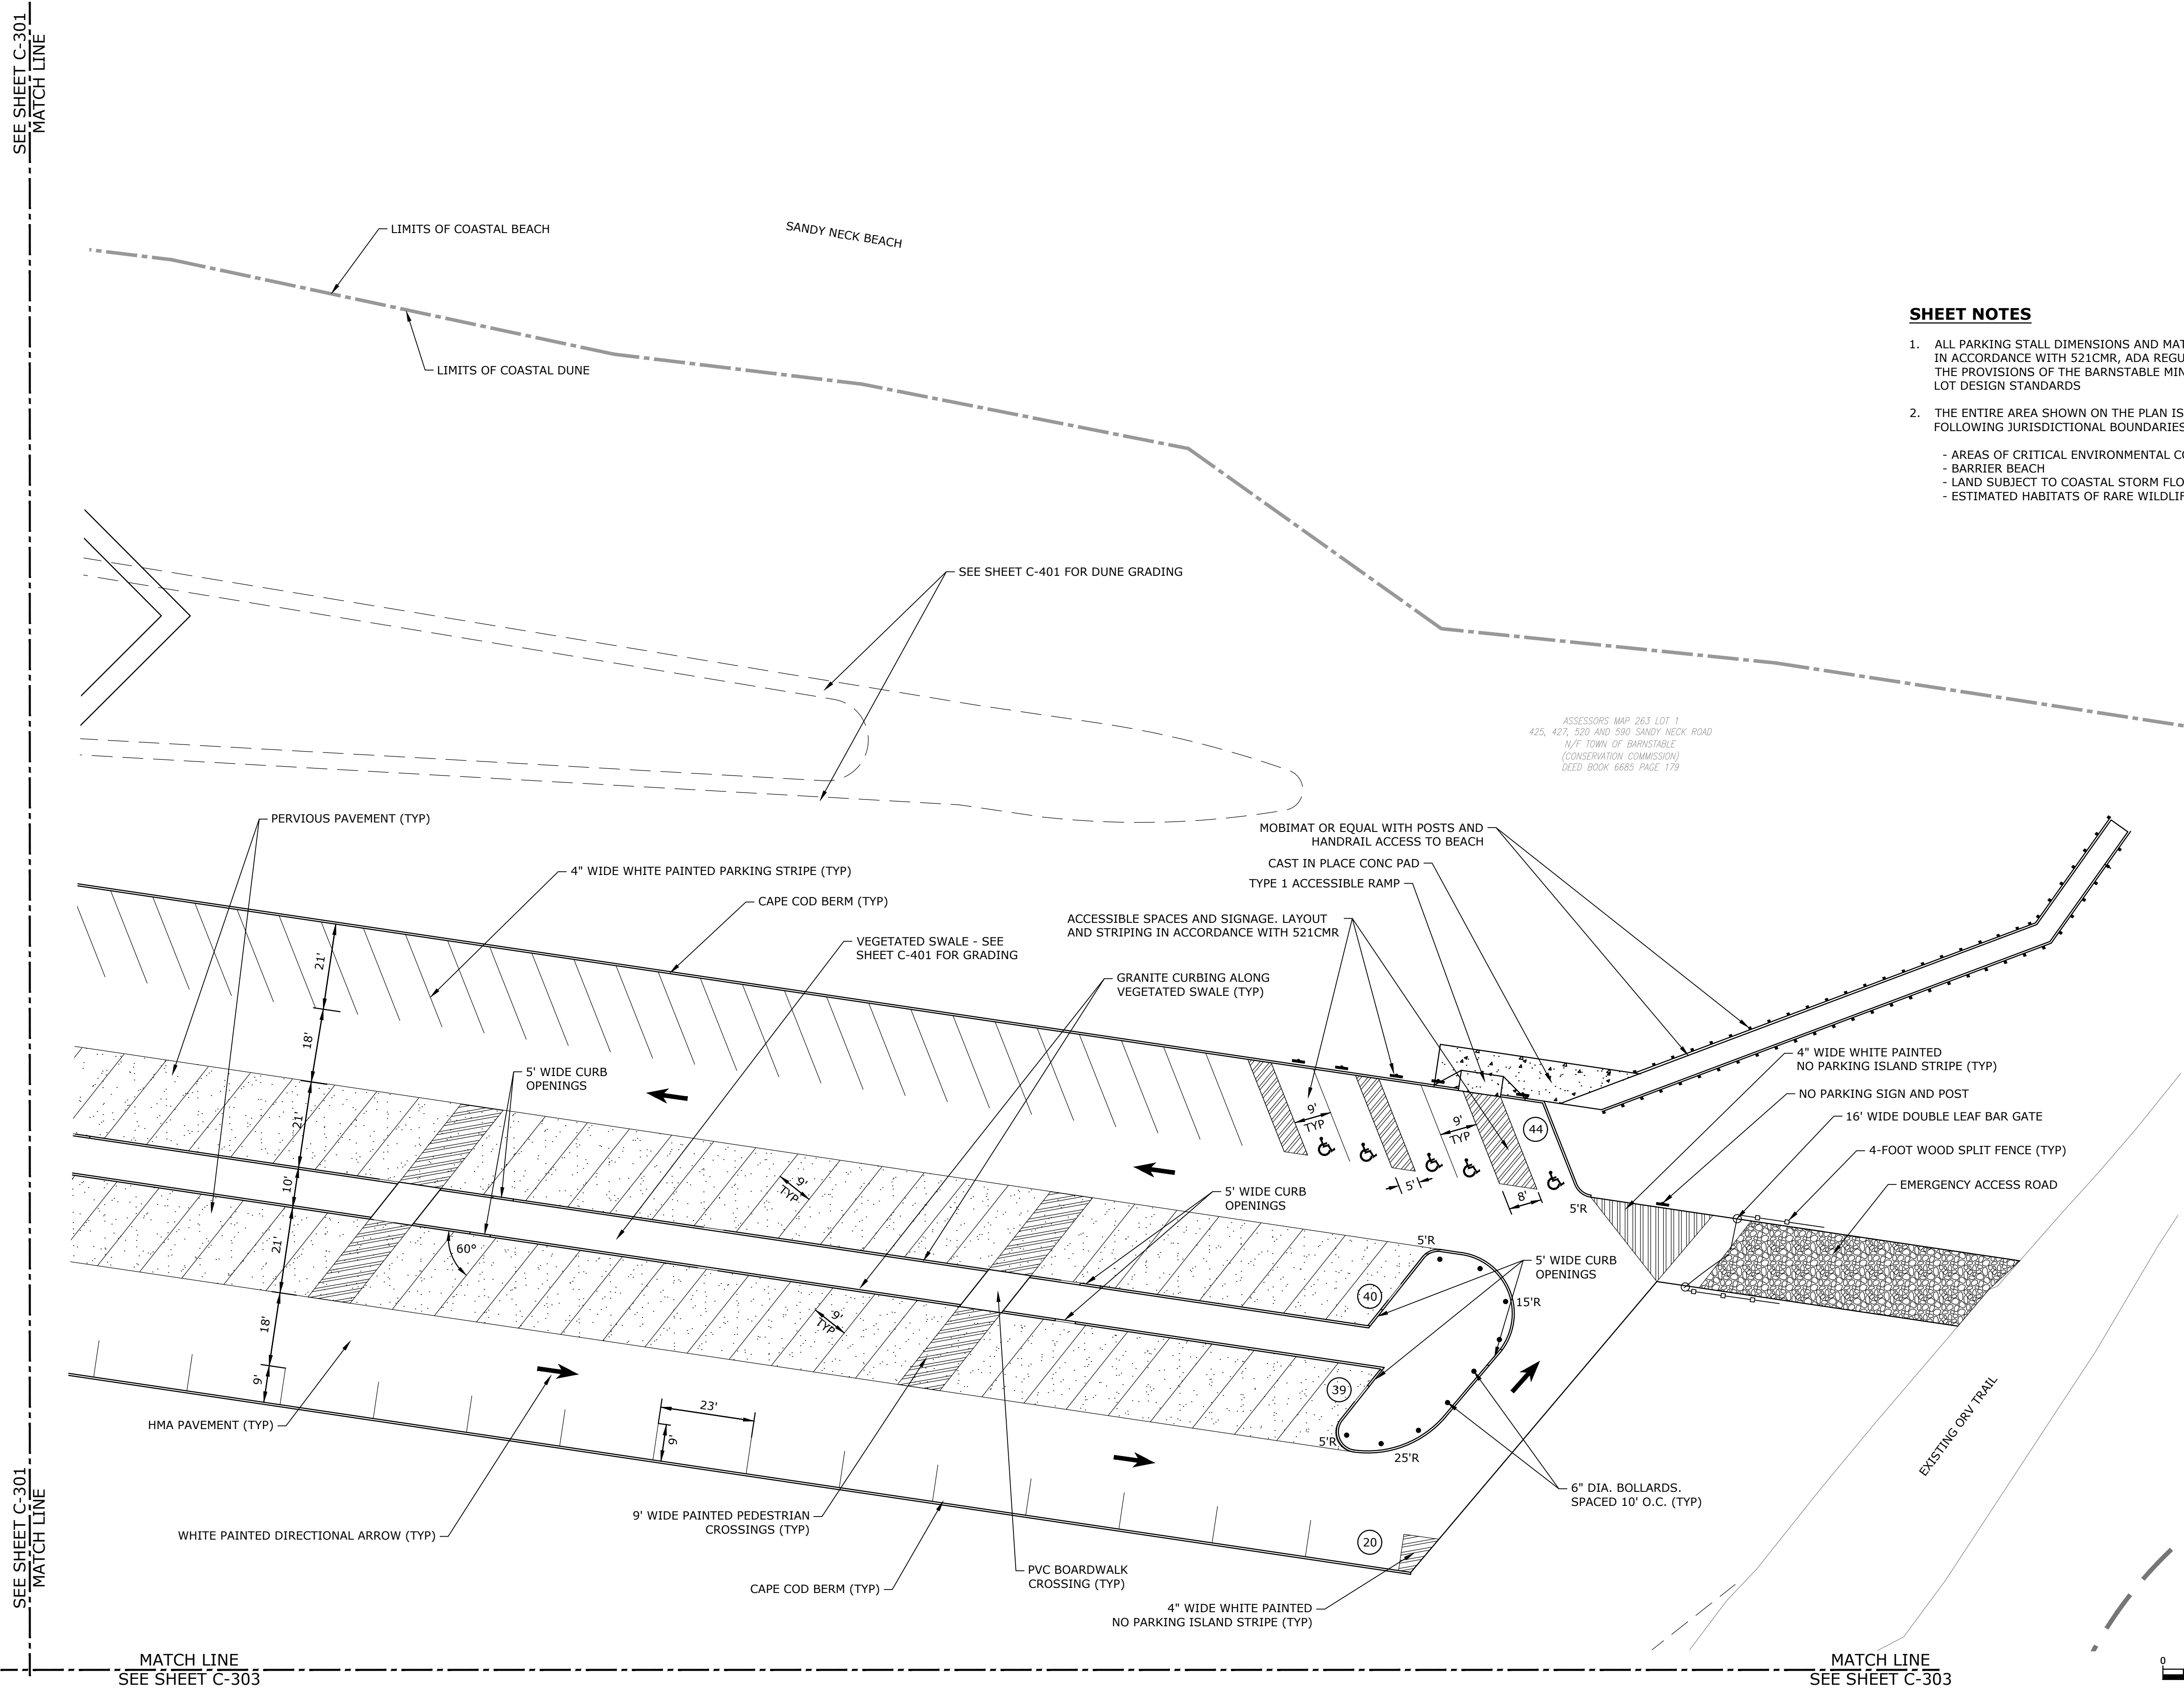 SEE SHEET C-301
MATCH LINE
LIMITS OF COASTAL BEACH
SANDY NECK BEACH
LIMITS OF COASTAL DUNE
SHEET NOTES
1. ALL PARKING STALL DIMENSIONS AND
IN ACCORDANCE WITH 521CMR, ADA
THE PROVISIONS OF THE BARNSTABLE
LOT DESIGN STANDARDS
2. THE ENTIRE AREA SHOWN ON THE PLAN IS
FOLLOWING JURISDICTIONAL BOUNDARIES
- AREAS OF CRITICAL ENVIRONMENTAL
- BARRIER BEACH
- LAND SUBJECT TO COASTAL STORM
- ESTIMATED HABITATS OF RARE
SEE SHEET C-401 FOR DUNE GRADING
ASSESSORS MAP 263 LOT 1
425, 427, 520 AND 590 SANDY NECK ROAD
N/F TOWN OF BARNSTABLE
(CONSERVATION COMMISSION)
DEED BOOK 6685 PAGE 179
PERVIOUS PAVEMENT (TYP)
MOBIMAT OR EQUAL WITH POSTS AND
HANDRAIL ACCESS TO BEACH
CAST IN PLACE CONC PAD
TYPE 1 ACCESSIBLE RAMP
4" WIDE WHITE PAINTED PARKING STRIPE (TYP)
CAPE COD BERM (TYP)
ACCESSIBLE SPACES AND SIGNAGE. LAYOUT
AND STRIPING IN ACCORDANCE WITH 521CMR
VEGETATED SWALE - SEE
SHEET C-401 FOR GRADING
GRANITE CURBING ALONG
VEGETATED SWALE (TYP)
21'
18'
21'
10'
21'
18'
9'
5' WIDE CURB
OPENINGS
4" WIDE WHITE PAINTED
NO PARKING ISLAND STRIPE (TYP)
NO PARKING SIGN AND POST
16' WIDE DOUBLE LEAF BAR GATE
4-FOOT WOOD SPLIT FENCE (TYP)
EMERGENCY ACCESS ROAD
9'
TYP
9'
TYP
44
5'
8'
5'R
9'
TYP
5' WIDE CURB
OPENINGS
60°
5'R
5' WIDE CURB
OPENINGS
40
15'R
9'
TYP
39
5'R
25'R
23'
9'
HMA PAVEMENT (TYP)
EXISTING ORV TRAIL
6" DIA. BOLLARDS.
SPACED 10' O.C. (TYP)
9' WIDE PAINTED PEDESTRIAN
CROSSINGS (TYP)
WHITE PAINTED DIRECTIONAL ARROW (TYP)
20
PVC BOARDWALK
CROSSING (TYP)
CAPE COD BERM (TYP)
4" WIDE WHITE PAINTED
NO PARKING ISLAND STRIPE (TYP)
SEE SHEET C-301
MATCH LINE
MATCH LINE
SEE SHEET C-303
MATCH LINE
SEE SHEET C-303
0